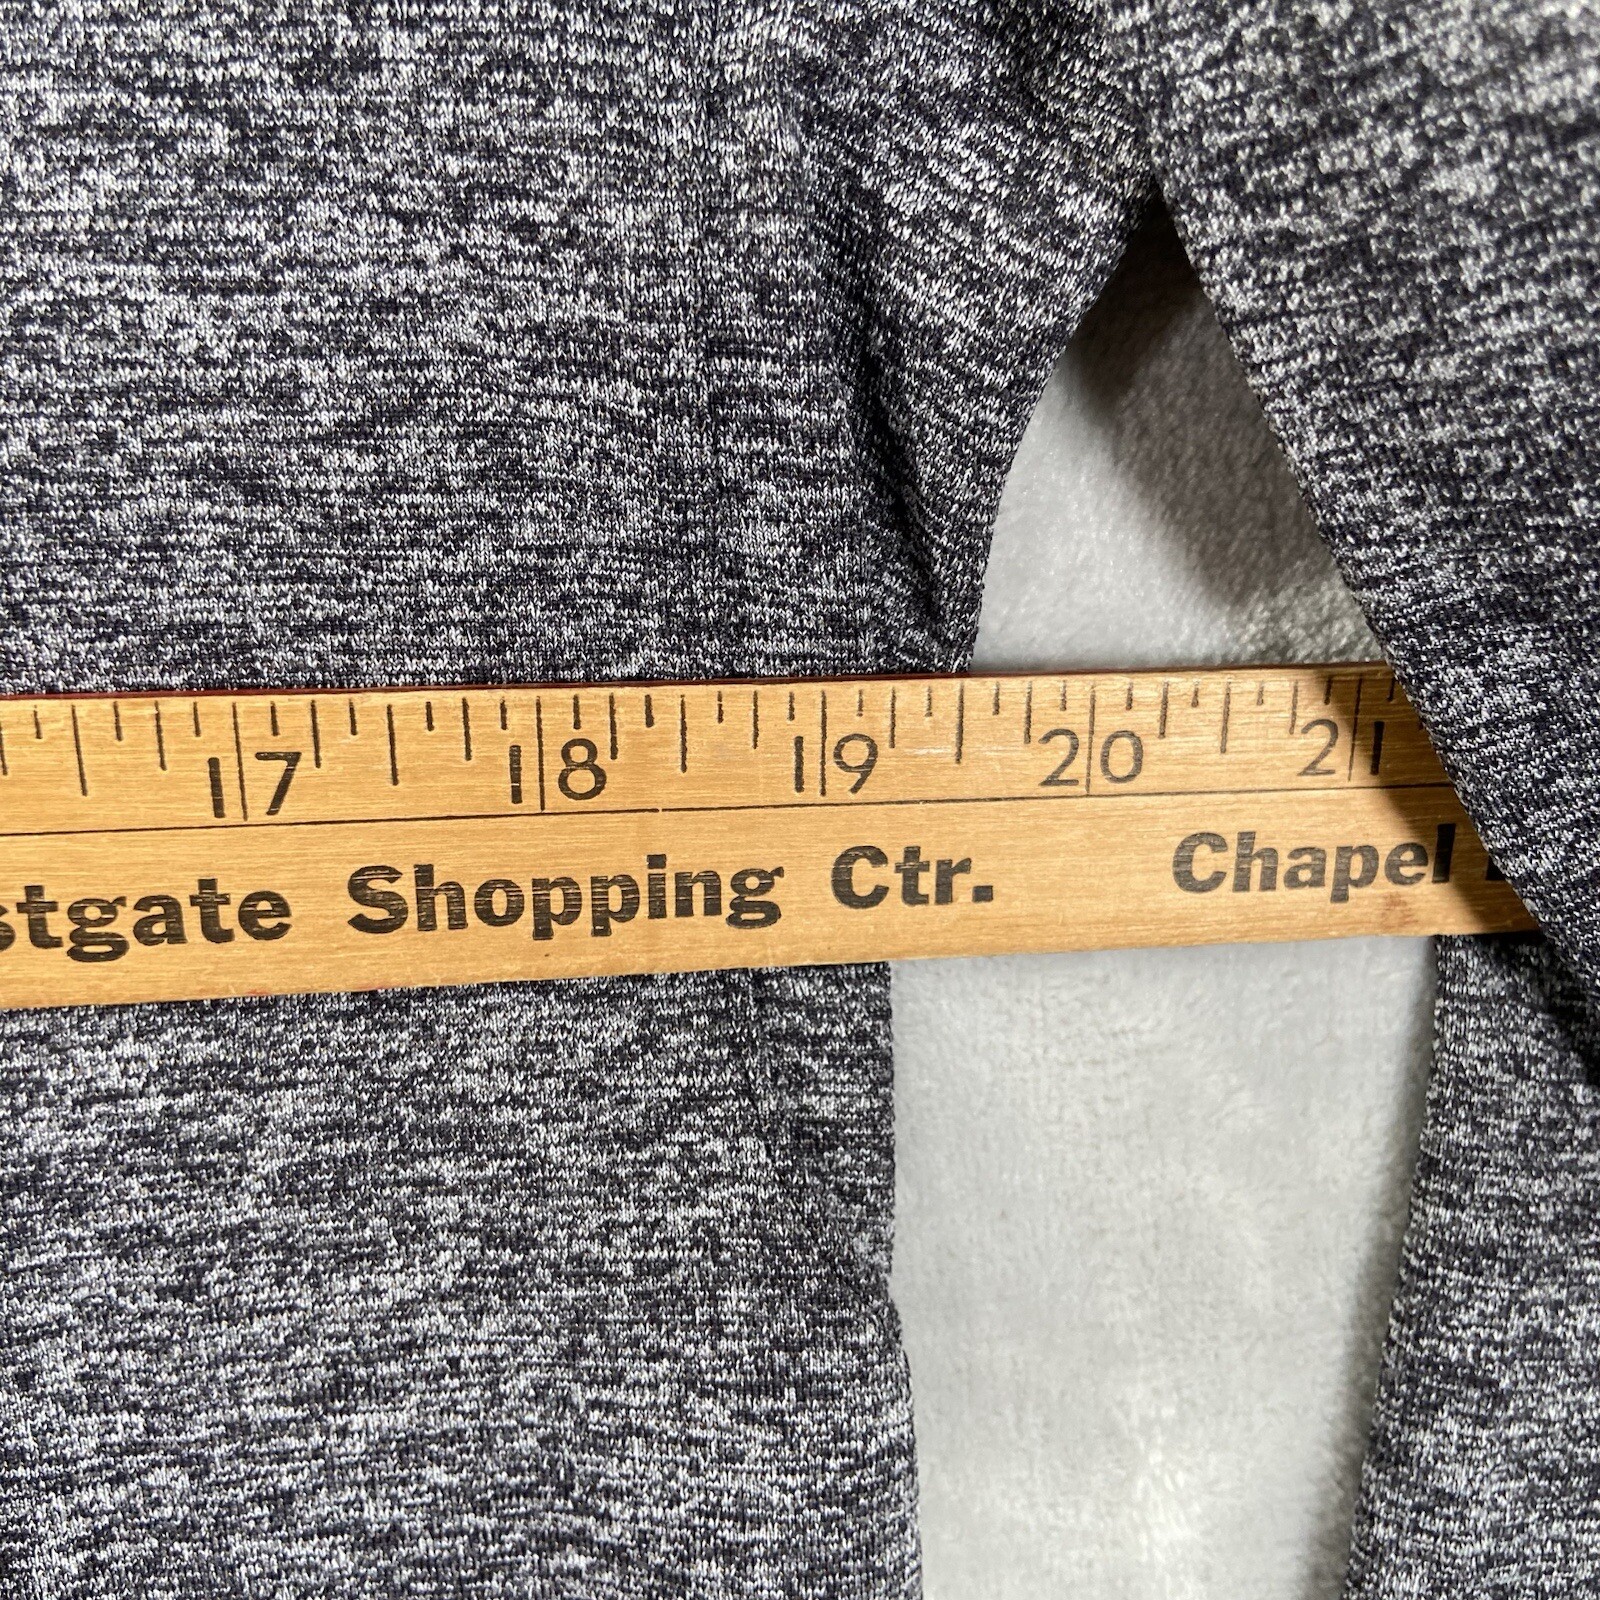 17 18 19 20 21
stgate Shopping Ctr. Chapel